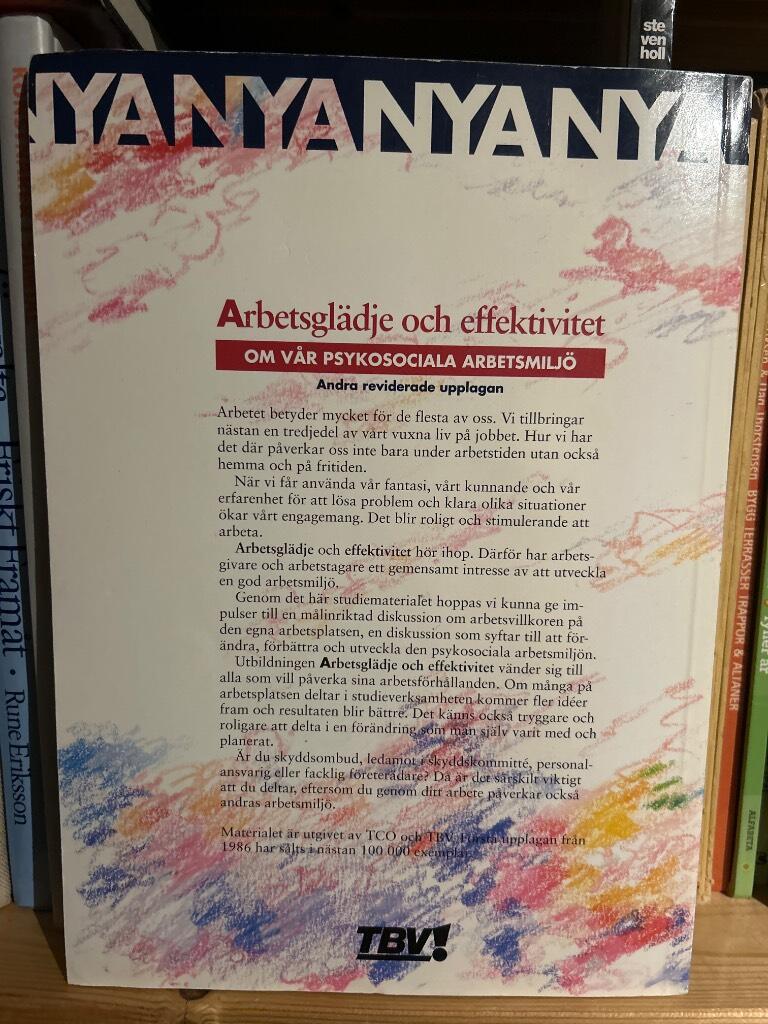 ste
ven
holl
NYANYANYANYA
Arbetsglädje och effektivitet
OM VÅR PSYKOSOCIALA ARBETSMILJÖ
Andra reviderade upplagan
Arbetet betyder mycket för de flesta av oss. Vi tillbringar
nästan en tredjedel av vårt vuxna liv på jobbet. Hur vi har
det där påverkar oss inte bara under arbetstiden utan också
hemma och på fritiden.
När vi får använda vår fantasi, vårt kunnande och vår
erfarenhet för att lösa problem och klara olika situationer
ökar vårt engagemang. Det blir roligt och stimulerande att
arbeta.
Arbetsglädje och effektivitet hör ihop. Därför har arbets-
givare och arbetstagare ett gemensamt intresse av att utveckla
en god arbetsmiljö.
Genom det här studiematerialet hoppas vi kunna ge im-
pulser till en målinriktad diskussion om arbetsvillkoren på
den egna arbetsplatsen, en diskussion som syftar till att för-
ändra, förbättra och utveckla den psykosociala arbetsmiljön.
Utbildningen Arbetsglädje och effektivitet vänder sig till
alla som vill påverka sina arbetsförhållanden. Om många på
arbetsplatsen deltar i studieverksamheten kommer fler idéer
fram och resultaten blir bättre. Det känns också tryggare och
roligare att delta i en förändring som man själv varit med och
planerat.
Är du skyddsombud, ledamot i skyddskommitté, personal-
ansvarig eller facklig företrädare? Då är det särskilt viktigt
att du deltar, eftersom du genom ditt arbete påverkar också
andras arbetsmiljö.
Materialet är utgivet av TCO och TBV. Första upplagan från
1986 har sålts i nästan 100 000 exemplar.
TBV!
Friskt Framåt • Rune Eriksson
Thorstensen BYGG TERRASSER TRAPPOR & ALTANER
ALFABETA